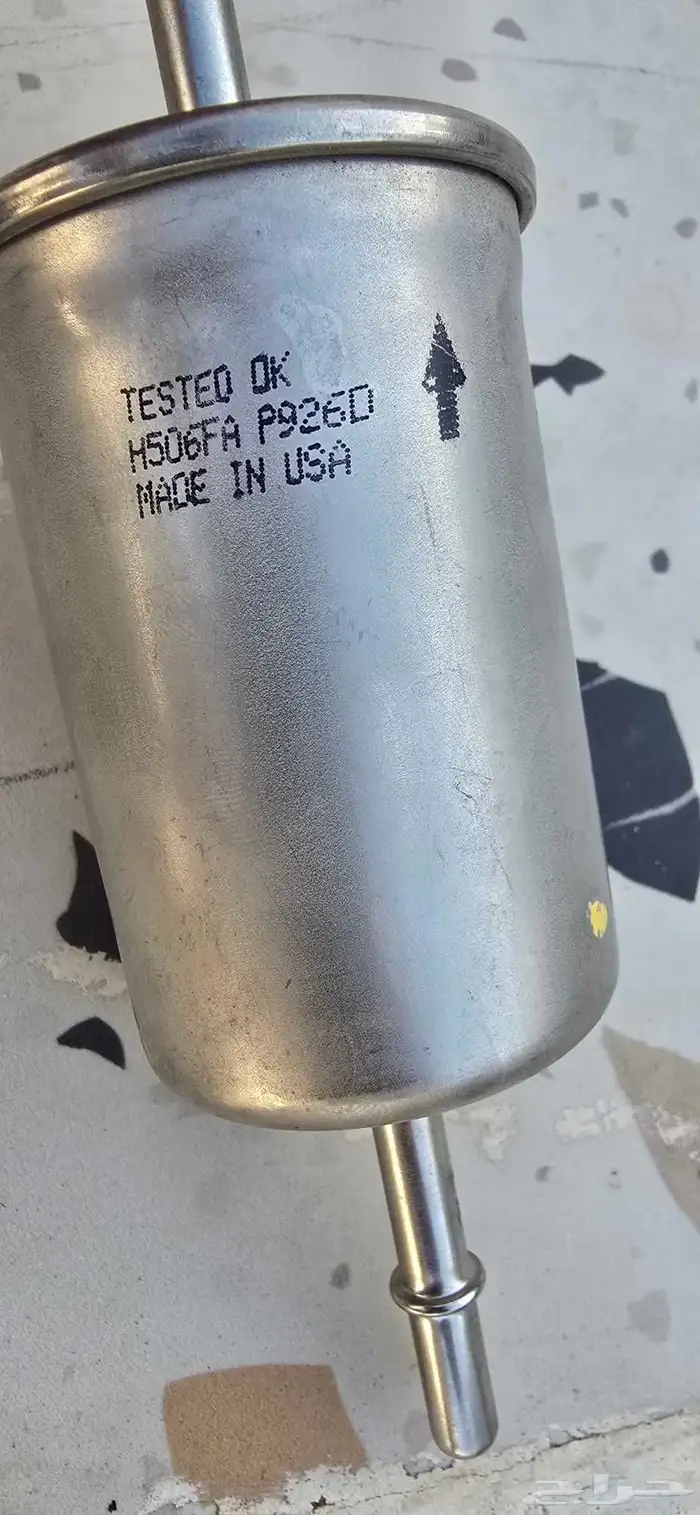 TESTED OK
H506FA P926D
MADE IN USA
حراج